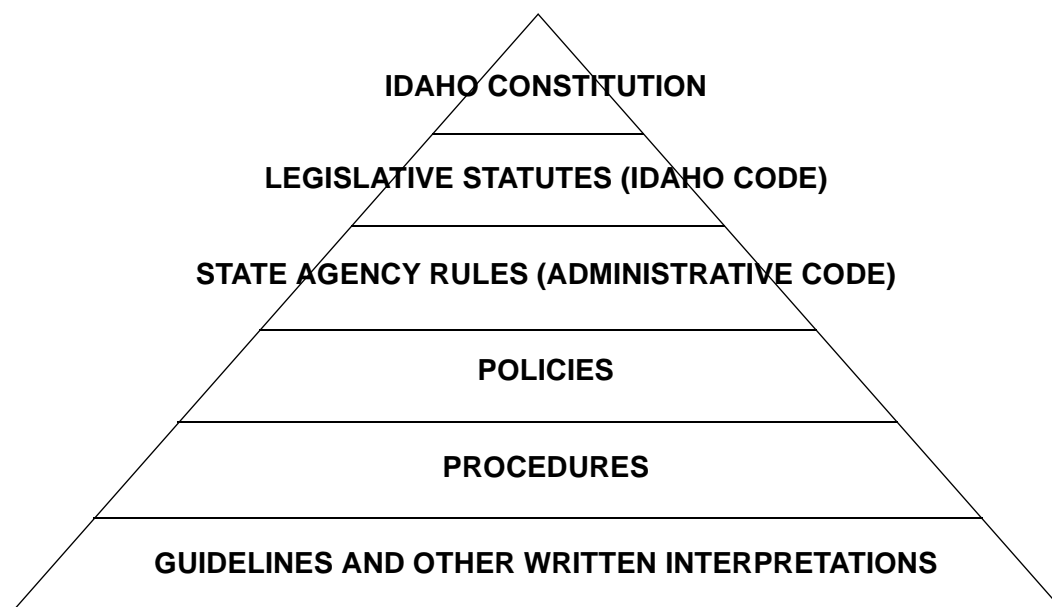 IDAHO CONSTITUTION
LEGISLATIVE STATUTES (IDAHO CODE)
STATE AGENCY RULES (ADMINISTRATIVE CODE)
POLICIES
PROCEDURES
GUIDELINES AND OTHER WRITTEN INTERPRETATIONS